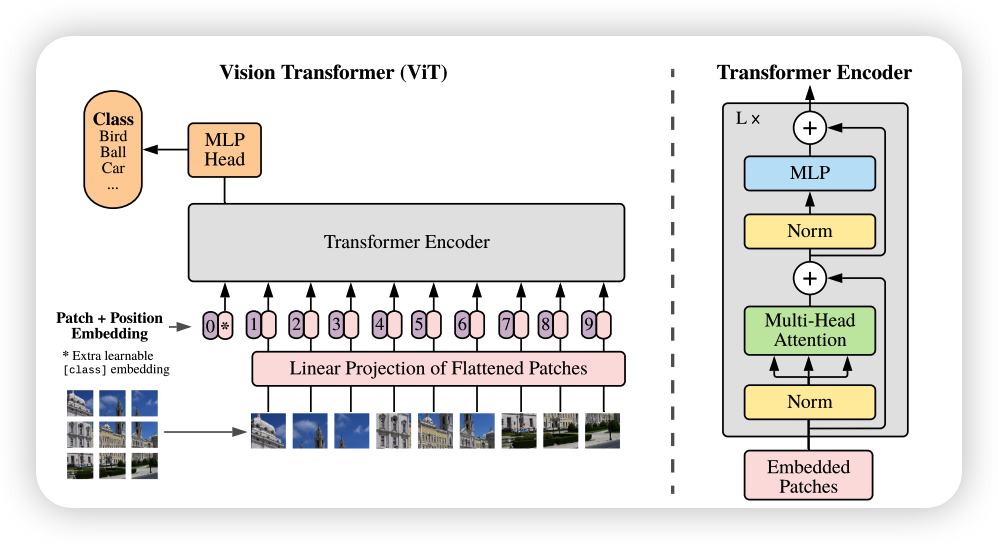 Vision Transformer (ViT)
Class
Bird
Ball
Car
...
MLP
Head
Transformer Encoder
Patch + Position
Embedding
0 * 1 2 3 4 5 6 7 8 9
* Extra learnable
[class] embedding
Linear Projection of Flattened Patches
Transformer Encoder
L x
+
MLP
Norm
+
Multi-Head
Attention
Norm
Embedded
Patches